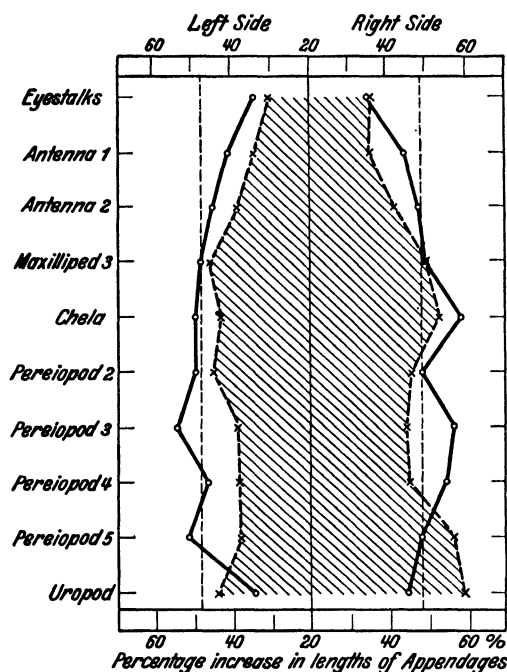 Left Side Right Side
60 40 20 40 60
Eyestalks
Antenna 1
Antenna 2
Maxilliped 3
Chela
Pereiopod 2
Pereiopod 3
Pereiopod 4
Pereiopod 5
Uropod
60 40 20 40 60 %
Percentage increase in lengths of Appendages